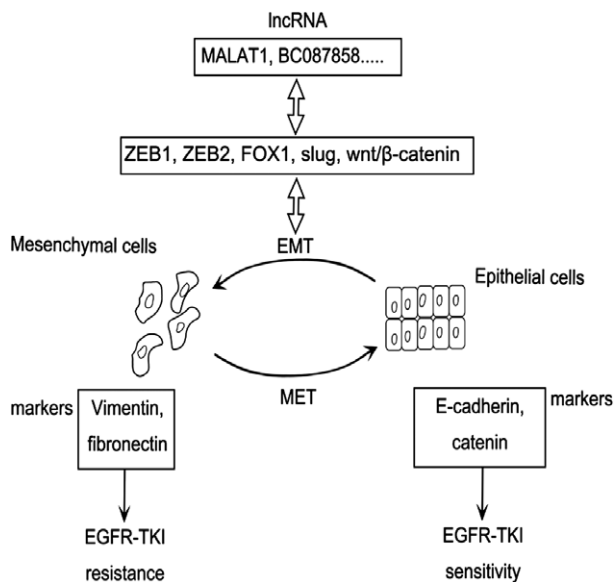 lncRNA
MALAT1, BC087858.....
ZEB1, ZEB2, FOX1, slug, wnt/β-catenin
EMT
Mesenchymal cells
Epithelial cells
MET
markers
Vimentin,
fibronectin
E-cadherin,
catenin
markers
EGFR-TKI
resistance
EGFR-TKI
sensitivity